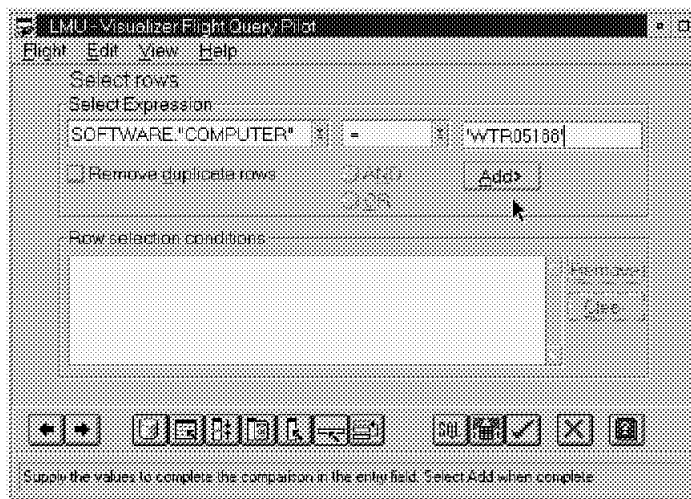 LMU - Visualizer Flight Query Pilot
Flight Edit View Help
Select rows
Select Expression
SOFTWARE."COMPUTER" = 'WTR05188'
Remove duplicate rows AND Add>
OR
Row selection conditions
Remove
Clear
SQL
Supply the values to complete the comparison in the entry field. Select Add when complete.